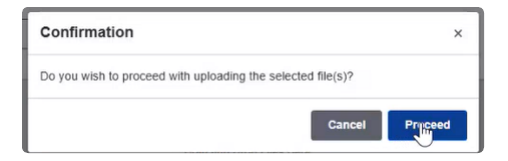 Confirmation ×
Do you wish to proceed with uploading the selected file(s)?
Cancel Proceed